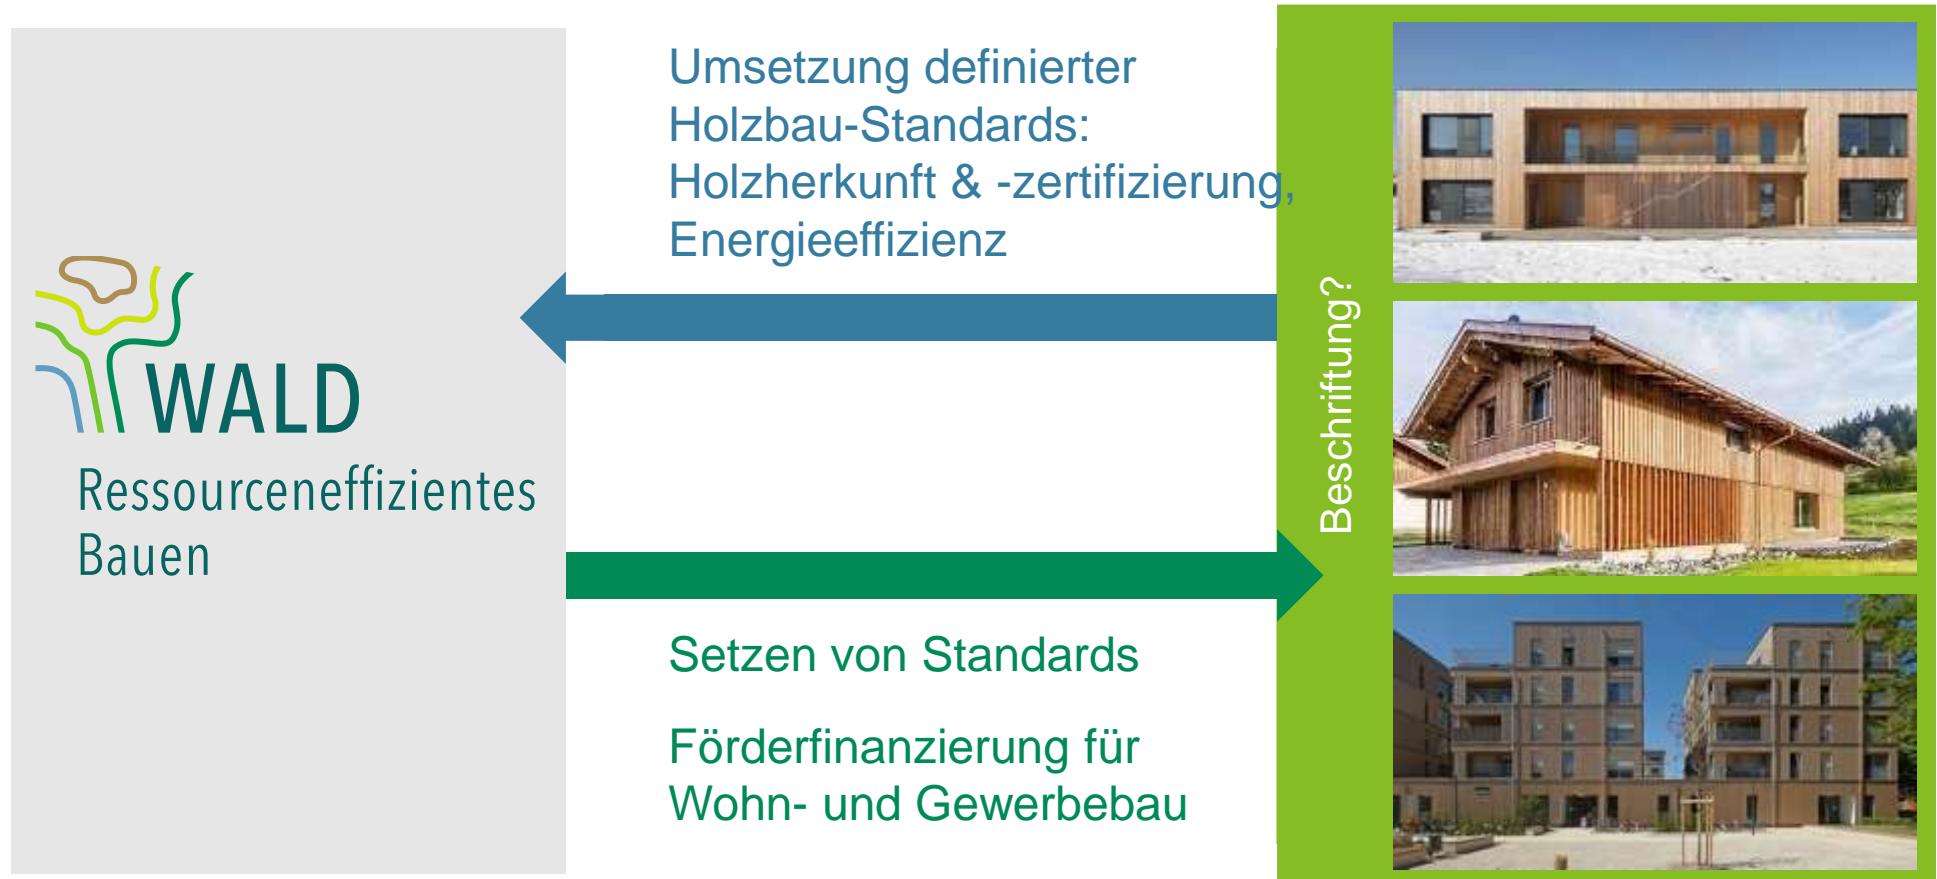 WALD
Ressourceneffizientes
Bauen
Umsetzung definierter
Holzbau-Standards:
Holzherkunft & -zertifizierung,
Energieeffizienz
Setzen von Standards
Förderfinanzierung für
Wohn- und Gewerbebau
Beschriftung?